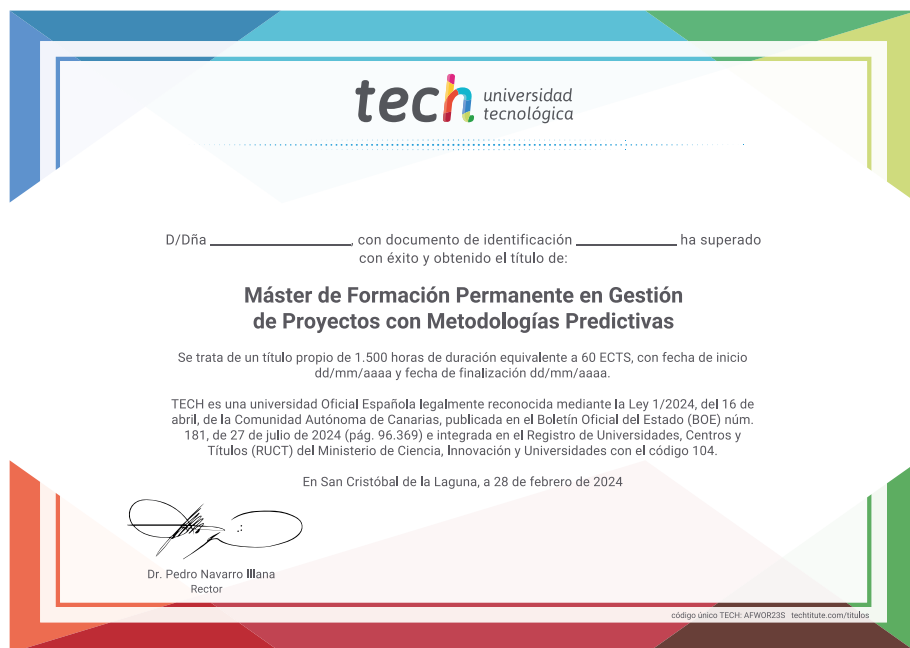 tech universidad
tecnológica
D/Dña ______________, con documento de identificación __________ ha superado
con éxito y obtenido el título de:
Máster de Formación Permanente en Gestión
de Proyectos con Metodologías Predictivas
Se trata de un título propio de 1.500 horas de duración equivalente a 60 ECTS, con fecha de inicio
dd/mm/aaaa y fecha de finalización dd/mm/aaaa.
TECH es una universidad Oficial Española legalmente reconocida mediante la Ley 1/2024, del 16 de
abril, de la Comunidad Autónoma de Canarias, publicada en el Boletín Oficial del Estado (BOE) núm.
181, de 27 de julio de 2024 (pág. 96.369) e integrada en el Registro de Universidades, Centros y
Títulos (RUCT) del Ministerio de Ciencia, Innovación y Universidades con el código 104.
En San Cristóbal de la Laguna, a 28 de febrero de 2024
Dr. Pedro Navarro Illana
Rector
código único TECH: AFWOR23S techtitute.com/titulos